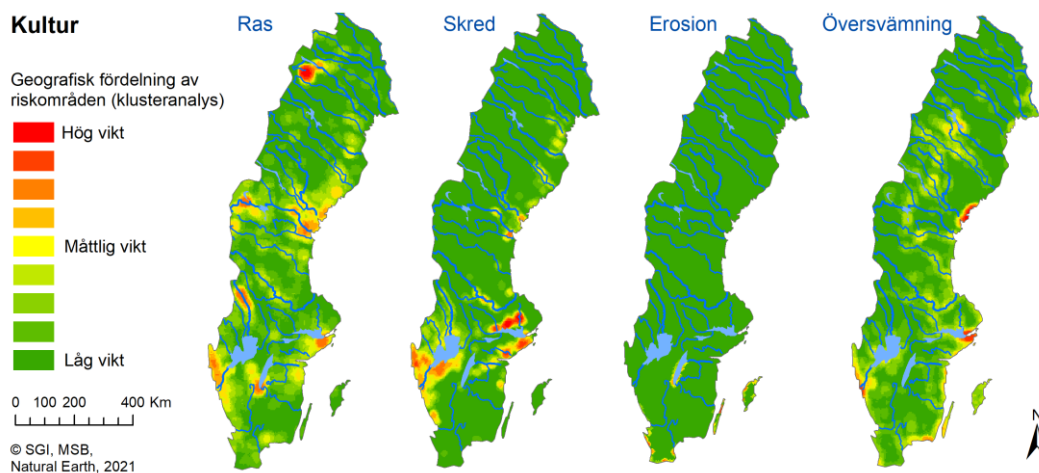 Kultur
Ras
Skred
Erosion
Översvämning
Geografisk fördelning av
riskområden (klusteranalys)
Hög vikt
Måttlig vikt
Låg vikt
0 100 200 400 Km
© SGI, MSB,
Natural Earth, 2021
N